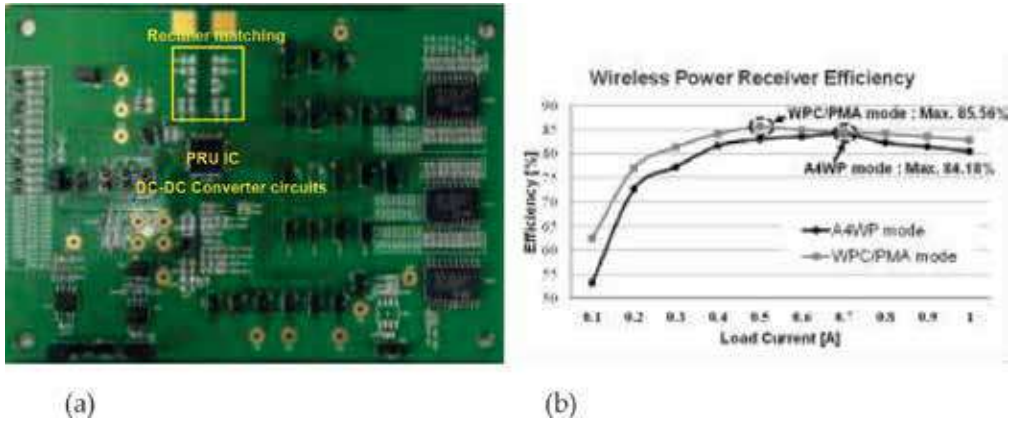 Rectifier matching
PRU IC
DC-DC Converter circuits
(a)
Wireless Power Receiver Efficiency
WPC/PMA mode : Max. 85.56%
A4WP mode : Max. 84.18%
Efficiency [%]
90
85
80
75
70
65
60
55
50
A4WP mode
WPC/PMA mode
0.1 0.2 0.3 0.4 0.5 0.6 0.7 0.8 0.9 1
Load Current [A]
(b)